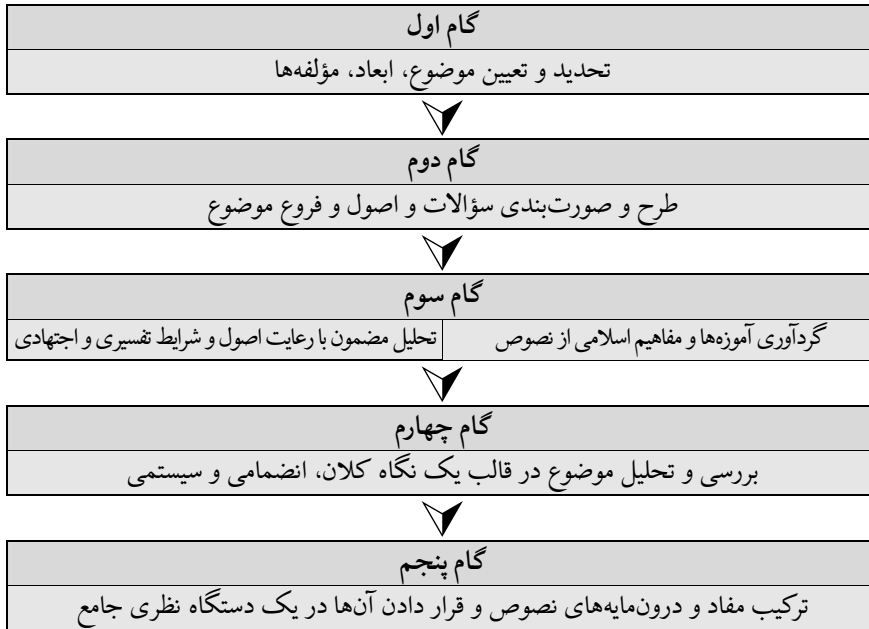 گام اول
تحدید و تعیین موضوع، ابعاد، مؤلفه‌ها
گام دوم
طرح و صورت‌بندی سؤالات و اصول و فروع موضوع
گام سوم
گردآوری آموزه‌ها و مفاهیم اسلامی از نصوص
تحلیل مضمون با رعایت اصول و شرایط تفسیری و اجتهادی
گام چهارم
بررسی و تحلیل موضوع در قالب یک نگاه کلان، انضمامی و سیستمی
گام پنجم
ترکیب مفاد و درون‌مایه‌های نصوص و قرار دادن آن‌ها در یک دستگاه نظری جامع